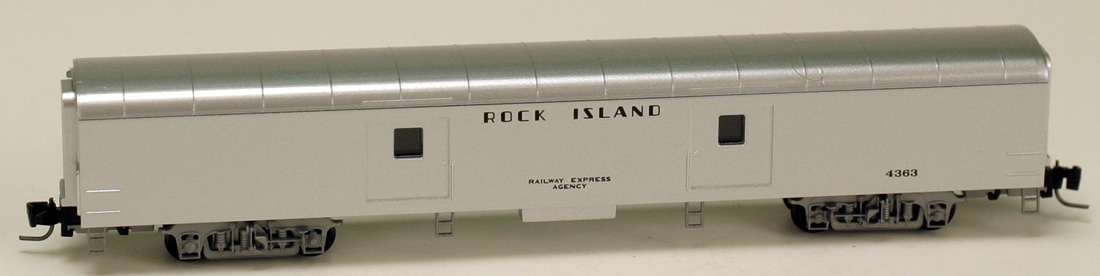 ROCK ISLAND
RAILWAY EXPRESS
AGENCY
4363